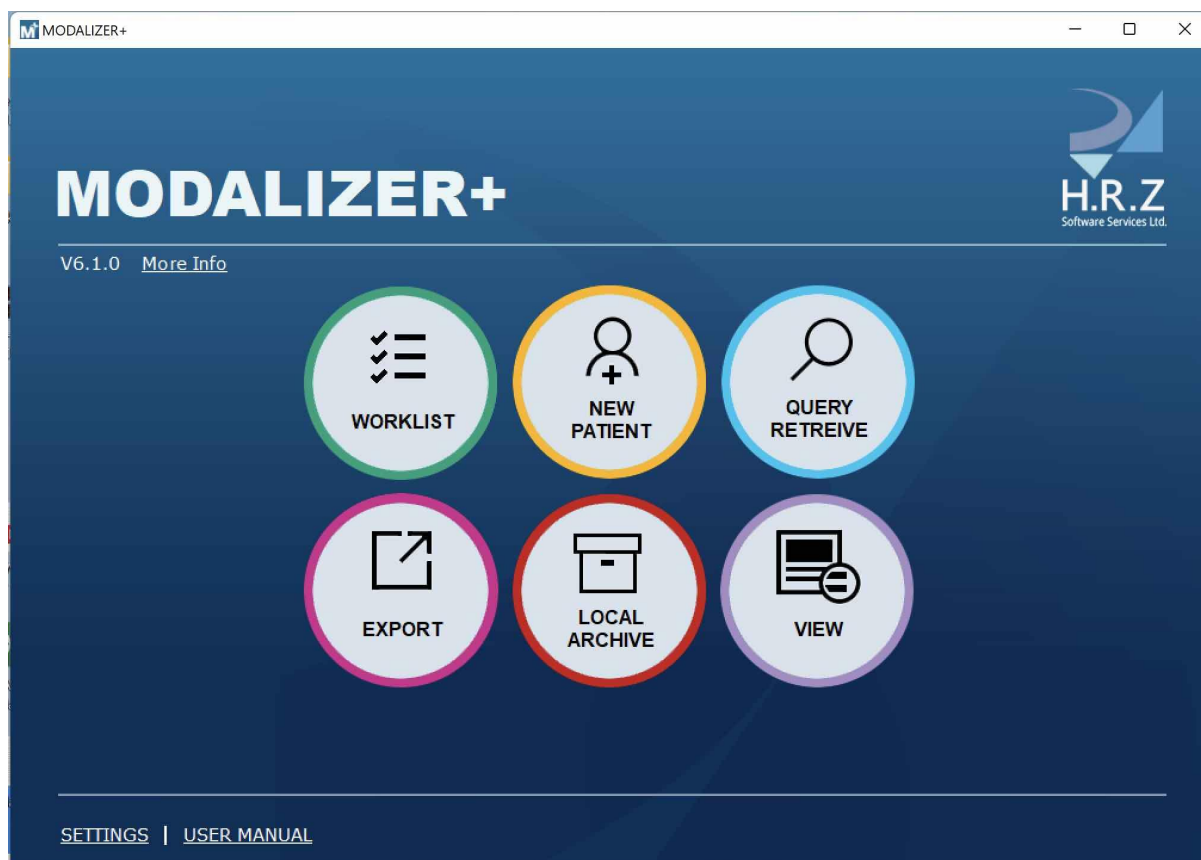 MODALIZER+
MODALIZER+
H.R.Z
Software Services Ltd.
V6.1.0 More Info
WORKLIST
NEW
PATIENT
QUERY
RETREIVE
EXPORT
LOCAL
ARCHIVE
VIEW
SETTINGS | USER MANUAL